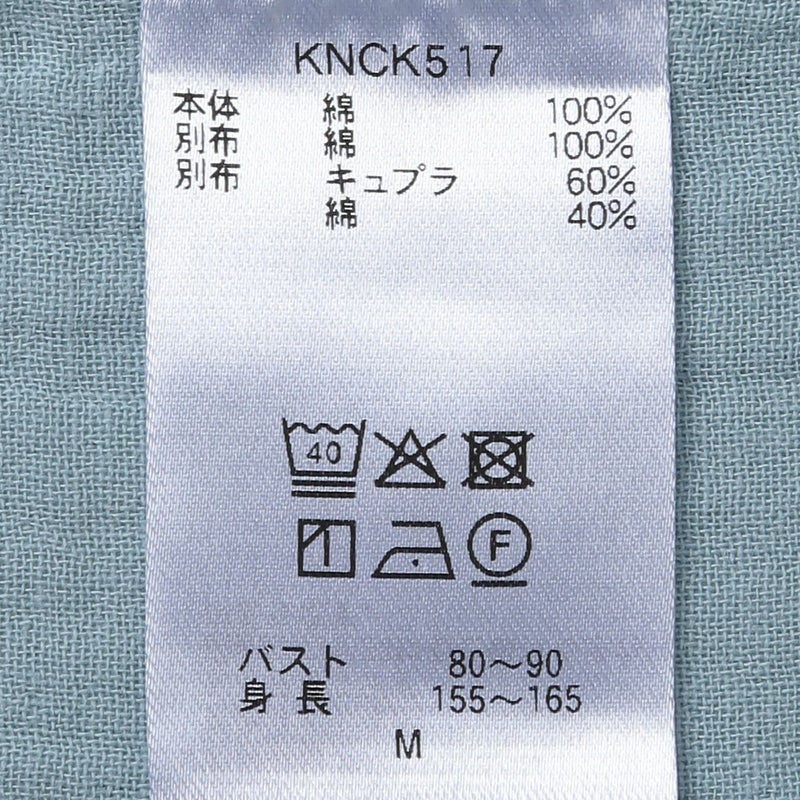 KNCK517
本体 綿 100%
別布 綿 100%
別布 キュプラ 60%
綿 40%
40
F
バスト 80～90
身長 155～165
M